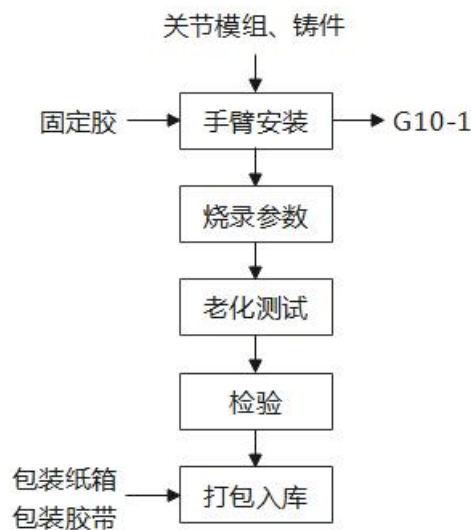 关节模组、铸件
固定胶
手臂安装
G10-1
烧录参数
老化测试
检验
包装纸箱
包装胶带
打包入库